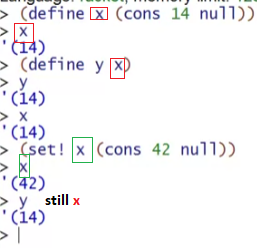 > (define x (cons 14 null))
> x
'(14)
> (define y x)
> y
'(14)
> x
'(14)
> (set! x (cons 42 null))
> x
'(42)
> y still x
'(14)
>